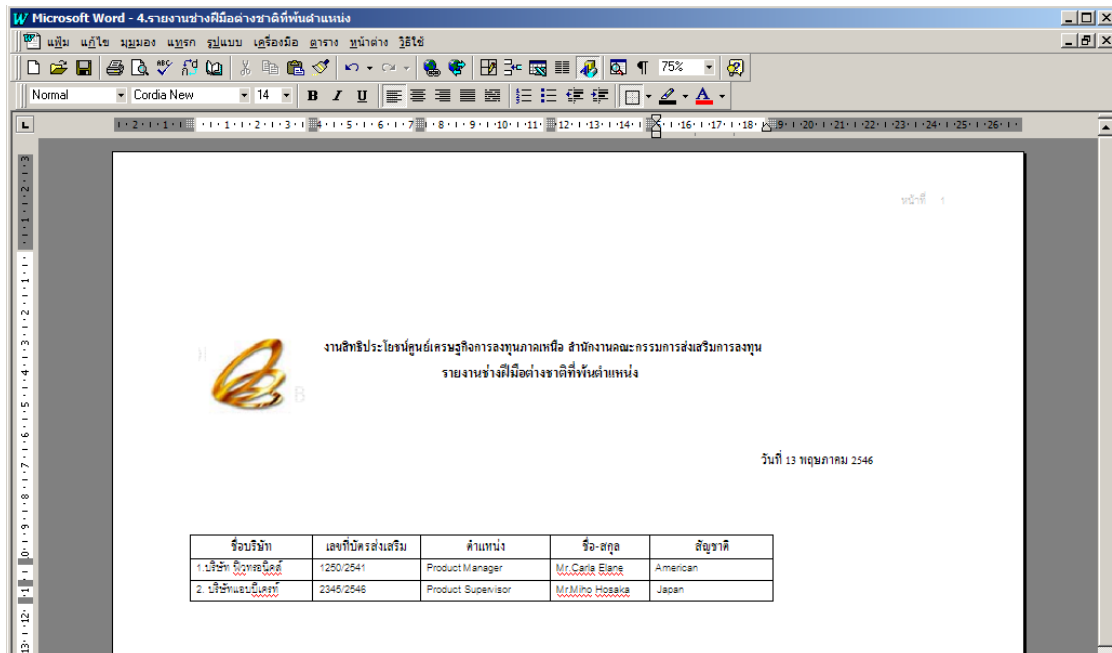 Microsoft Word - 4.รายงานช่างฝีมือต่างชาติที่พ้นตำแหน่ง
แฟ้ม แก้ไข มุมมอง แทรก รูปแบบ เครื่องมือ ตาราง หน้าต่าง วิธีใช้
75%
Normal Cordia New 14 B I U
หน้าที่ 1
งานสิทธิประโยชน์ศูนย์เศรษฐกิจการลงทุนภาคเหนือ สำนักงานคณะกรรมการส่งเสริมการลงทุน
รายงานช่างฝีมือต่างชาติที่พ้นตำแหน่ง
วันที่ 13 พฤษภาคม 2546
ชื่อบริษัท เลขที่บัตรส่งเสริม ตำแหน่ง ชื่อ-สกุล สัญชาติ
1.บริษัท ฟิวทรอนิคส์ 1250/2541 Product Manager Mr.Carla Elane American
2. บริษัทแอบบีเครท์ 2345/2546 Product Supervisor Mr.Miho Hosaka Japan